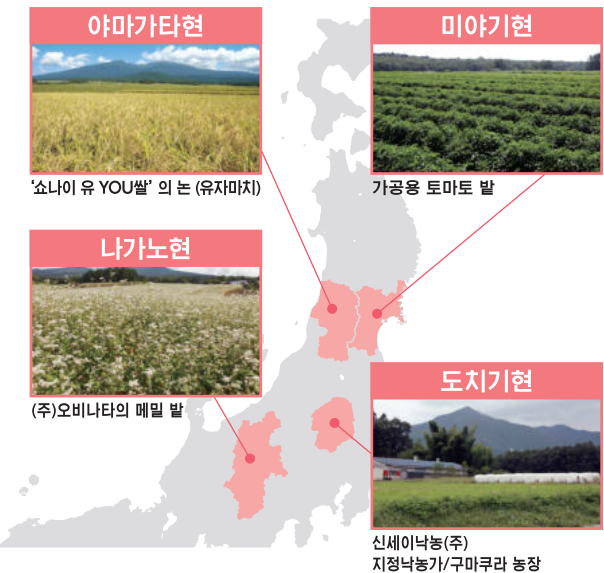 야마가타현
'쇼나이 유 YOU쌀' 의 논 (유자마치)
미야기현
가공용 토마토 밭
나가노현
(주)오비나타의 메밀 밭
도치기현
신세이낙농(주)
지정낙농가/구마쿠라 농장